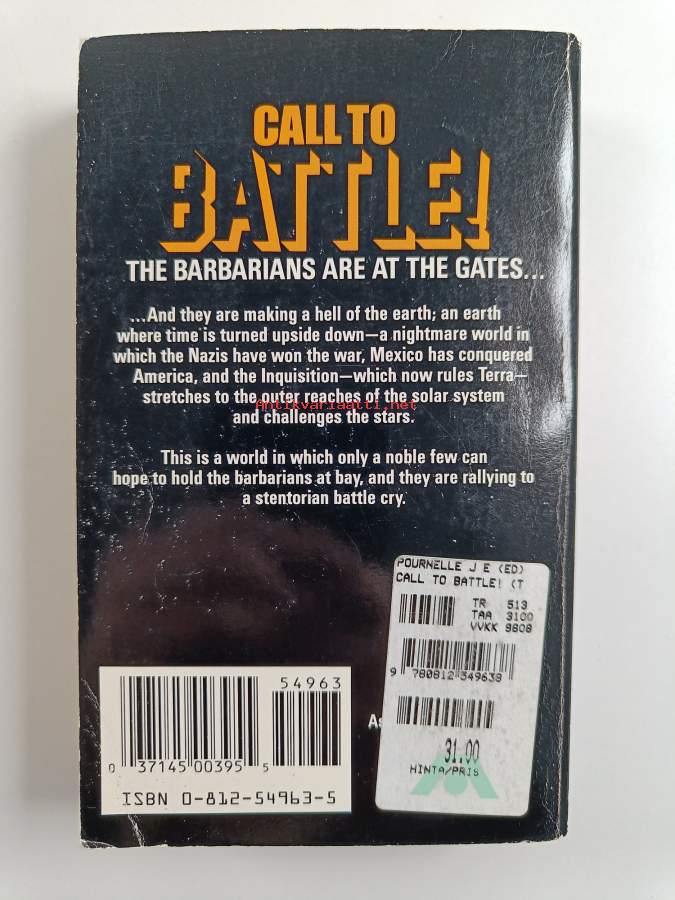 CALL TO
BATTLE!
THE BARBARIANS ARE AT THE GATES...
...And they are making a hell of the earth; an earth
where time is turned upside down—a nightmare world in
which the Nazis have won the war, Mexico has conquered
America, and the Inquisition—which now rules Terra—
stretches to the outer reaches of the solar system
Antikvariaatti.net
and challenges the stars.
This is a world in which only a noble few can
hope to hold the barbarians at bay, and they are rallying to
a stentorian battle cry.
POURNELLE J E (ED)
CALL TO BATTLE! (T
TR 513
TAA 3100
VVKK 9808
9 780812 549638
31.00
HINTA/PRIS
As
54963
0 37145 00395 5
ISBN 0-812-54963-5